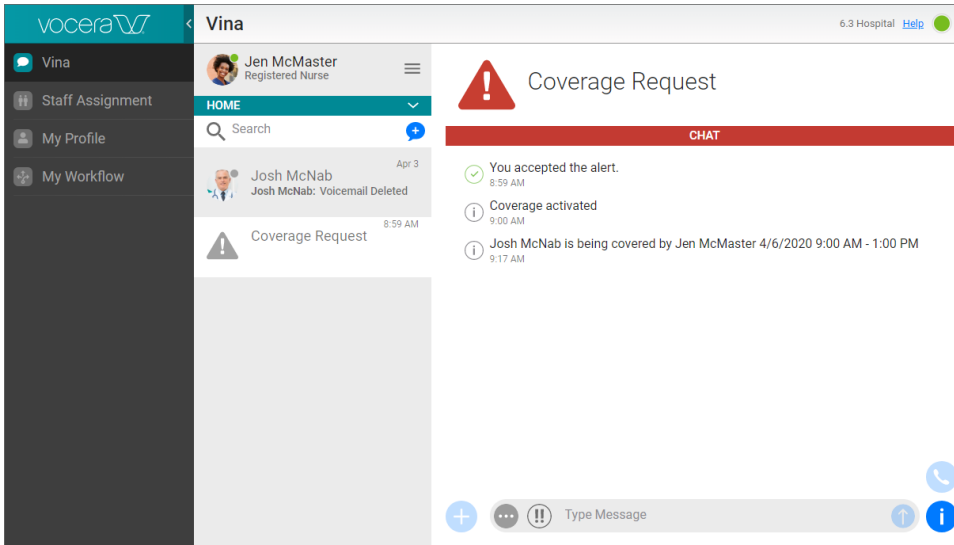 vocera
Vina
6.3 Hospital Help
Vina
Staff Assignment
My Profile
My Workflow
Jen McMaster
Registered Nurse
HOME
Search
Apr 3
Josh McNab
Josh McNab: Voicemail Deleted
8:59 AM
Coverage Request
Coverage Request
CHAT
You accepted the alert.
8:59 AM
Coverage activated
9:00 AM
Josh McNab is being covered by Jen McMaster 4/6/2020 9:00 AM - 1:00 PM
9:17 AM
Type Message